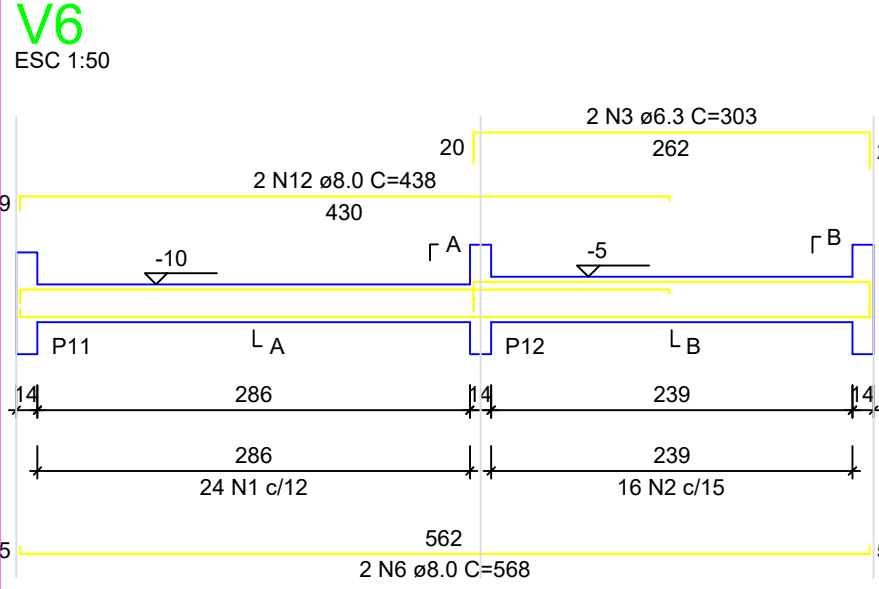 V6
ESC 1:50
2 N3 ø6.3 C=303
20
262
2 N12 ø8.0 C=438
9
430
A
B
-10
-5
P11
A
P12
B
14
286
14
239
14
286
239
24 N1 c/12
16 N2 c/15
5
562
2 N6 ø8.0 C=568